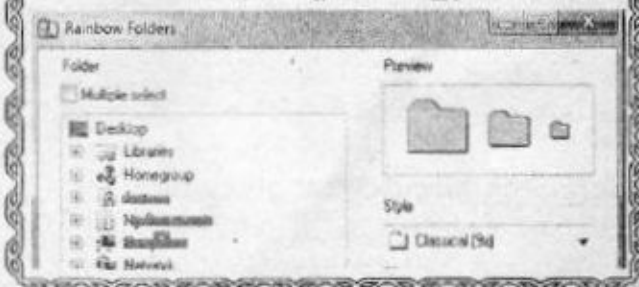 Rainbow Folders
Folder
Multiple select
Desktop
Libraries
Homegroup
Network
Preview
Style
Classical (9x)